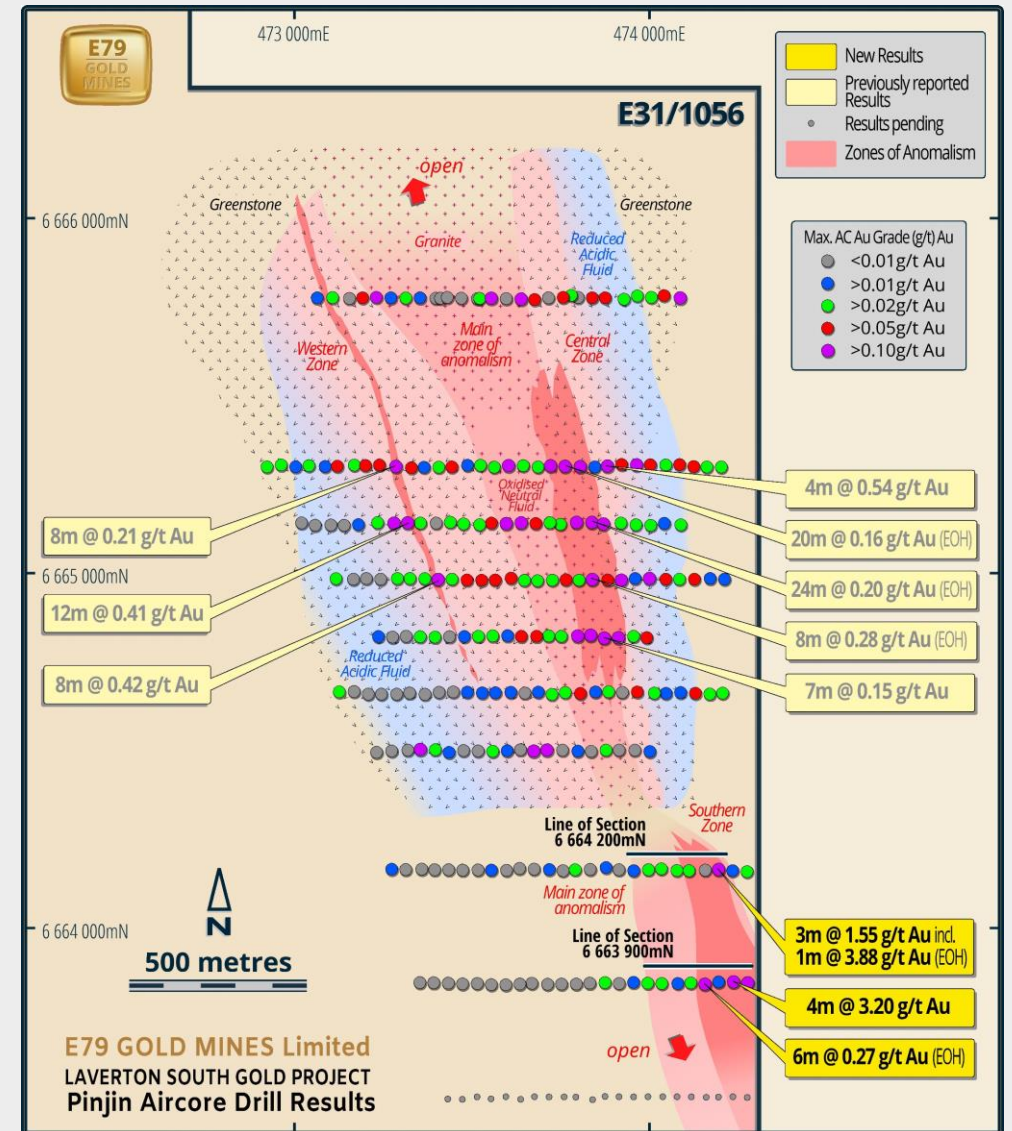 E79
GOLD
MINES
473 000mE
474 000mE
E31/1056
New Results
Previously reported
Results
Results pending
Zones of Anomalism
Max. AC Au Grade (g/t) Au
<0.01g/t Au
>0.01g/t Au
>0.02g/t Au
>0.05g/t Au
>0.10g/t Au
open
Greenstone
Greenstone
6 666 000mN
Granite
Reduced
Acidic
Fluid
Western
Zone
Main
zone of
anomalism
Central
Zone
Oxidised
Neutral
Fluid
4m @ 0.54 g/t Au
8m @ 0.21 g/t Au
20m @ 0.16 g/t Au (EOH)
6 665 000mN
24m @ 0.20 g/t Au (EOH)
12m @ 0.41 g/t Au
8m @ 0.28 g/t Au (EOH)
Reduced
Acidic Fluid
8m @ 0.42 g/t Au
7m @ 0.15 g/t Au
Southern
Zone
Line of Section
6 664 200mN
Main zone of
anomalism
6 664 000mN
Line of Section
6 663 900mN
3m @ 1.55 g/t Au incl.
1m @ 3.88 g/t Au (EOH)
N
500 metres
4m @ 3.20 g/t Au
6m @ 0.27 g/t Au (EOH)
open
E79 GOLD MINES Limited
LAVERTON SOUTH GOLD PROJECT
Pinjin Aircore Drill Results